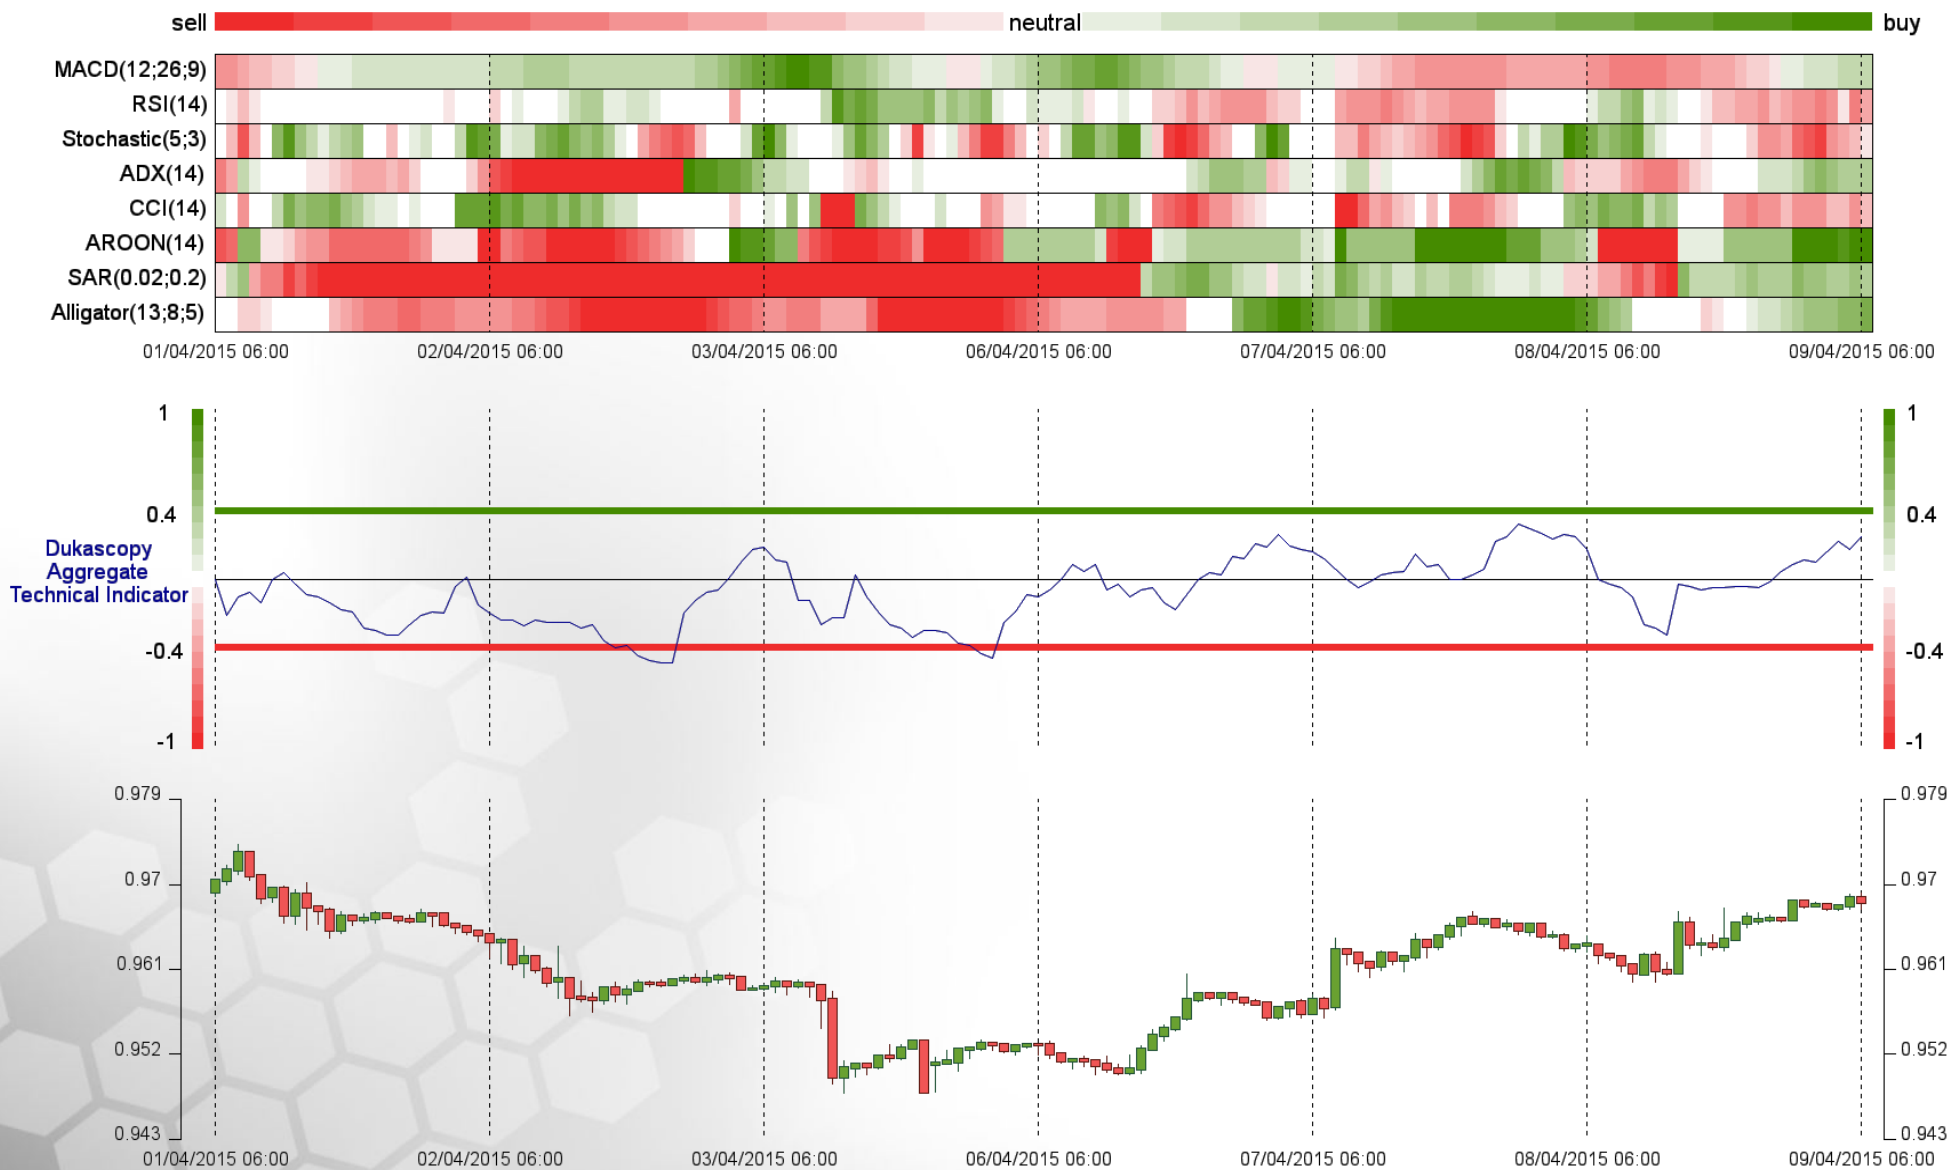 sell neutral buy
MACD(12;26;9)
RSI(14)
Stochastic(5;3)
ADX(14)
CCI(14)
AROON(14)
SAR(0.02;0.2)
Alligator(13;8;5)
01/04/2015 06:00 02/04/2015 06:00 03/04/2015 06:00 06/04/2015 06:00 07/04/2015 06:00 08/04/2015 06:00 09/04/2015 06:00
1 1
0.4 0.4
Dukascopy
Aggregate
Technical Indicator
-0.4 -0.4
-1 -1
0.979 0.979
0.97 0.97
0.961 0.961
0.952 0.952
0.943 0.943
01/04/2015 06:00 02/04/2015 06:00 03/04/2015 06:00 06/04/2015 06:00 07/04/2015 06:00 08/04/2015 06:00 09/04/2015 06:00